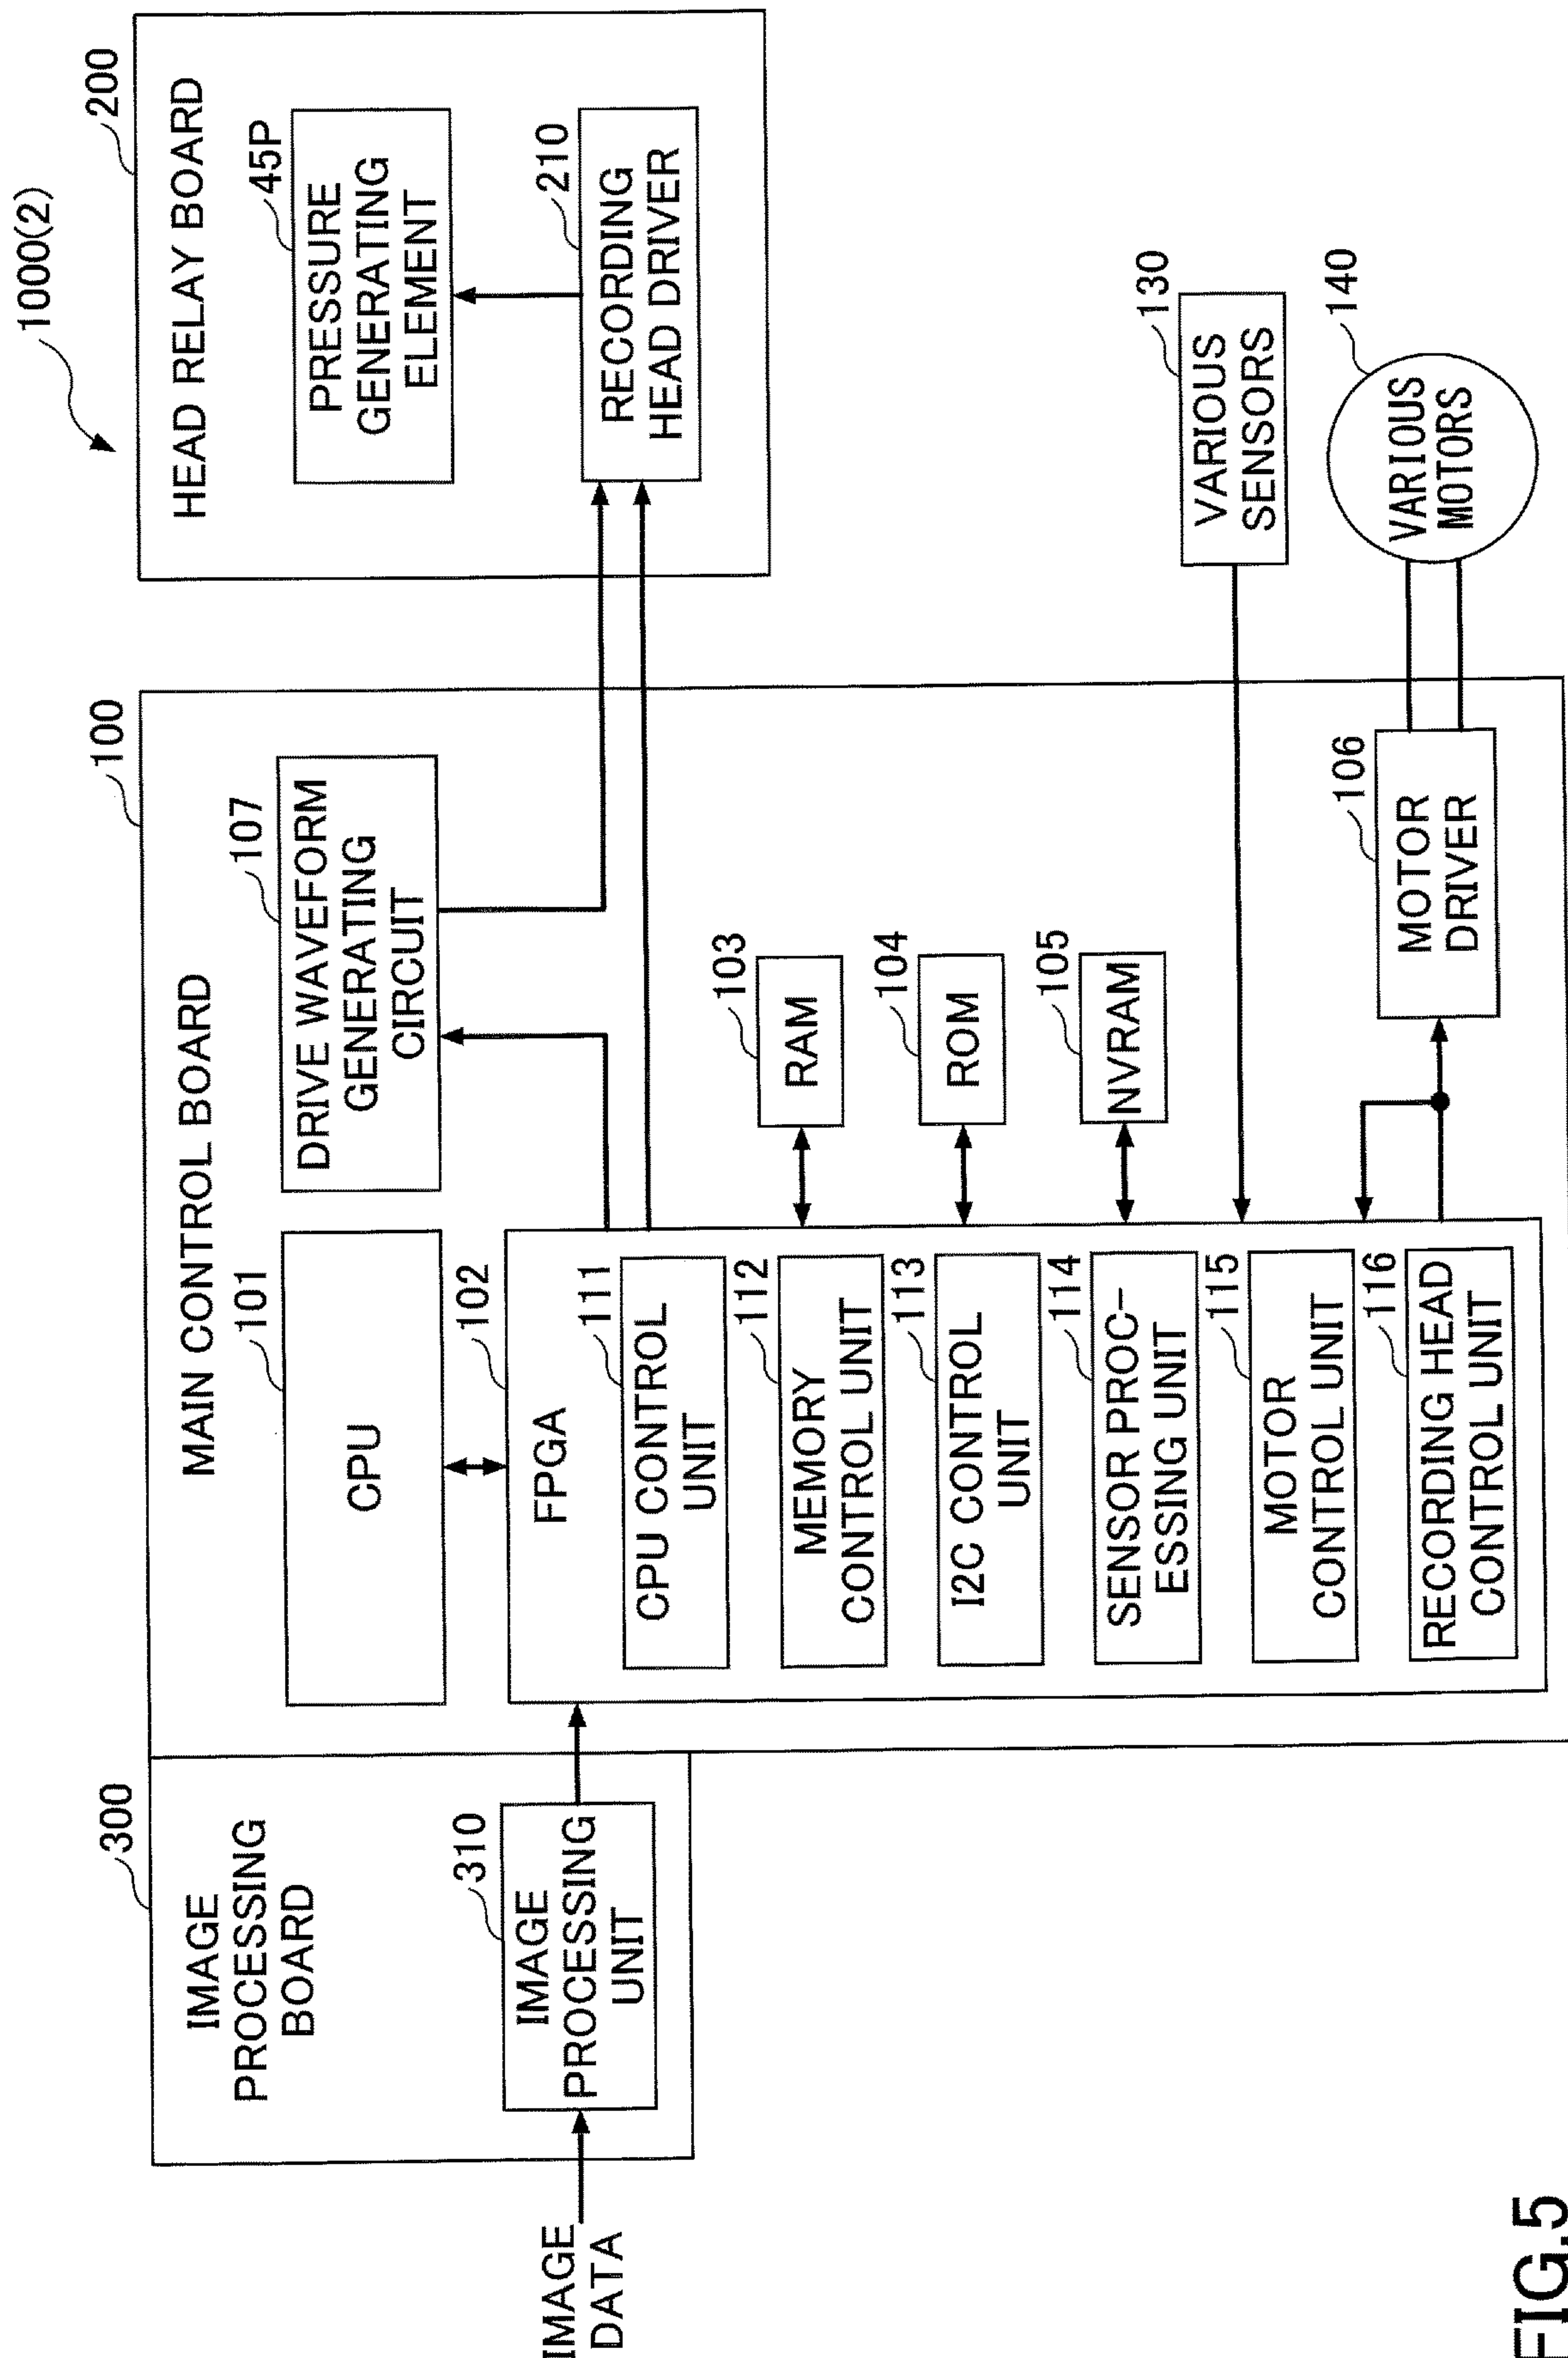 1000(2)
300
IMAGE
PROCESSING
BOARD
310
IMAGE
PROCESSING
UNIT
IMAGE
DATA
100
MAIN CONTROL BOARD
101
CPU
102
FPGA
111
CPU CONTROL
UNIT
112
MEMORY
CONTROL UNIT
113
I2C CONTROL
UNIT
114
SENSOR PROC-
ESSING UNIT
115
MOTOR
CONTROL UNIT
116
RECORDING HEAD
CONTROL UNIT
107
DRIVE WAVEFORM
GENERATING
CIRCUIT
103
RAM
104
ROM
105
NVRAM
106
MOTOR
DRIVER
200
HEAD RELAY BOARD
45P
PRESSURE
GENERATING
ELEMENT
210
RECORDING
HEAD DRIVER
130
VARIOUS
SENSORS
140
VARIOUS
MOTORS
FIG.5